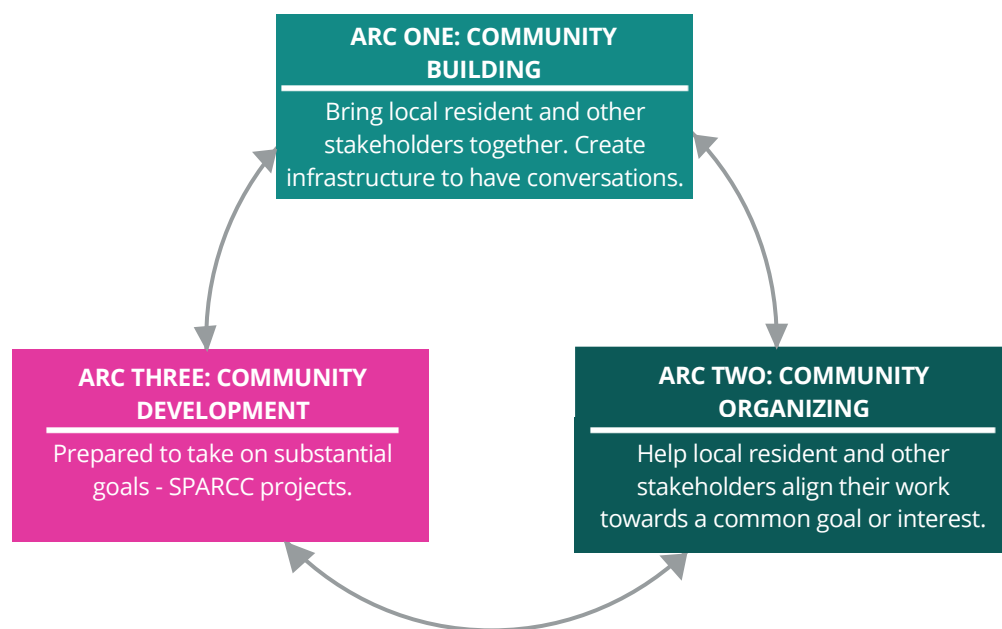 ARC ONE: COMMUNITY
BUILDING
Bring local resident and other
stakeholders together. Create
infrastructure to have conversations.
ARC THREE: COMMUNITY
DEVELOPMENT
Prepared to take on substantial
goals - SPARCC projects.
ARC TWO: COMMUNITY
ORGANIZING
Help local resident and other
stakeholders align their work
towards a common goal or interest.